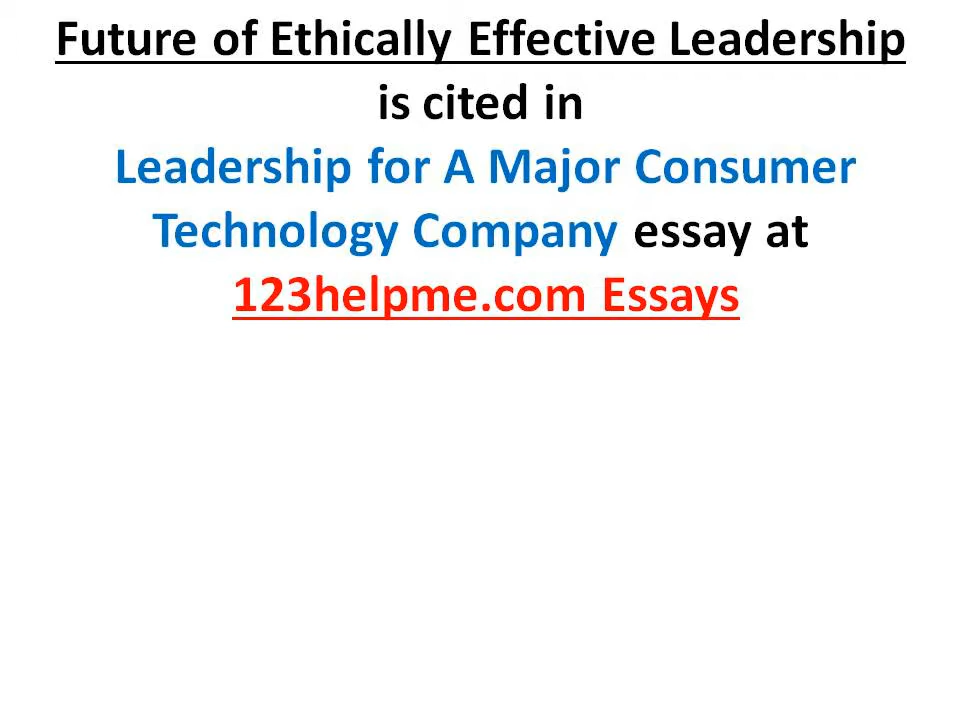 Future of Ethically Effective Leadership
is cited in
Leadership for A Major Consumer
Technology Company essay at
123helpme.com Essays